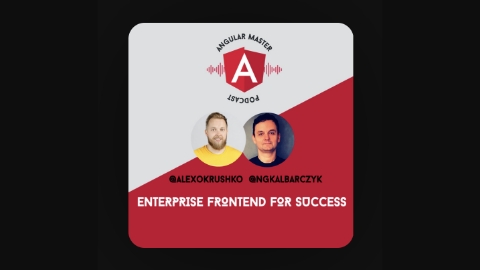 ANGULAR MASTER
A
PODCAST
@ALEXOKRUSHKO @NGKALBARCZYK
ENTERPRISE FRONTEND FOR SUCCESS